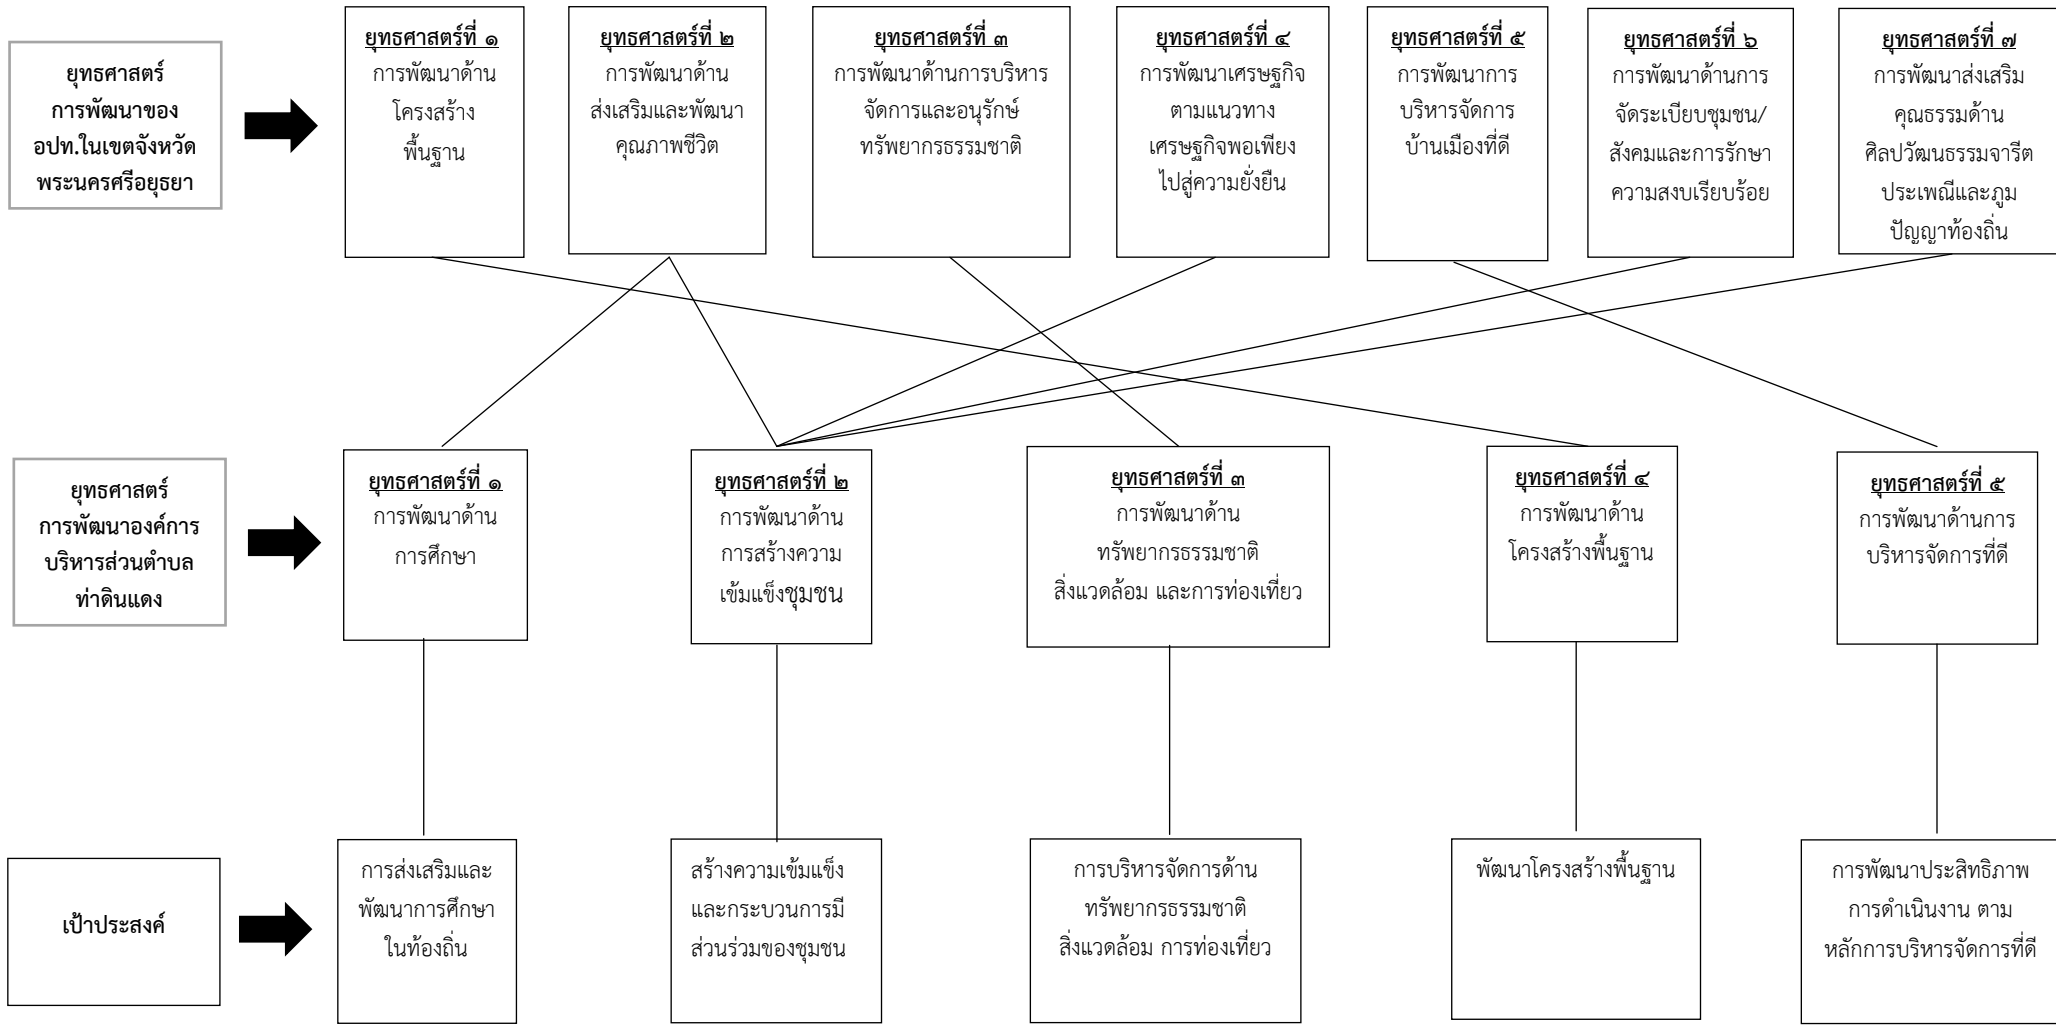 ยุทธศาสตร์
การพัฒนาของ
อปท.ในเขตจังหวัด
พระนครศรีอยุธยา
ยุทธศาสตร์ที่ ๑
การพัฒนาด้าน
โครงสร้าง
พื้นฐาน
ยุทธศาสตร์ที่ ๒
การพัฒนาด้าน
ส่งเสริมและพัฒนา
คุณภาพชีวิต
ยุทธศาสตร์ที่ ๓
การพัฒนาด้านการบริหาร
จัดการและอนุรักษ์
ทรัพยากรธรรมชาติ
ยุทธศาสตร์ที่ ๔
การพัฒนาเศรษฐกิจ
ตามแนวทาง
เศรษฐกิจพอเพียง
ไปสู่ความยั่งยืน
ยุทธศาสตร์ที่ ๕
การพัฒนาการ
บริหารจัดการ
บ้านเมืองที่ดี
ยุทธศาสตร์ที่ ๖
การพัฒนาด้านการ
จัดระเบียบชุมชน/
สังคมและการรักษา
ความสงบเรียบร้อย
ยุทธศาสตร์ที่ ๗
การพัฒนาส่งเสริม
คุณธรรมด้าน
ศิลปวัฒนธรรมจารีต
ประเพณีและภูม
ปัญญาท้องถิ่น
ยุทธศาสตร์
การพัฒนาองค์การ
บริหารส่วนตำบล
ท่าดินแดง
ยุทธศาสตร์ที่ ๑
การพัฒนาด้าน
การศึกษา
ยุทธศาสตร์ที่ ๒
การพัฒนาด้าน
การสร้างความ
เข้มแข็งชุมชน
ยุทธศาสตร์ที่ ๓
การพัฒนาด้าน
ทรัพยากรธรรมชาติ
สิ่งแวดล้อม และการท่องเที่ยว
ยุทธศาสตร์ที่ ๔
การพัฒนาด้าน
โครงสร้างพื้นฐาน
ยุทธศาสตร์ที่ ๕
การพัฒนาด้านการ
บริหารจัดการที่ดี
เป้าประสงค์
การส่งเสริมและ
พัฒนาการศึกษา
ในท้องถิ่น
สร้างความเข้มแข็ง
และกระบวนการมี
ส่วนร่วมของชุมชน
การบริหารจัดการด้าน
ทรัพยากรธรรมชาติ
สิ่งแวดล้อม การท่องเที่ยว
พัฒนาโครงสร้างพื้นฐาน
การพัฒนาประสิทธิภาพ
การดำเนินงาน ตาม
หลักการบริหารจัดการที่ดี